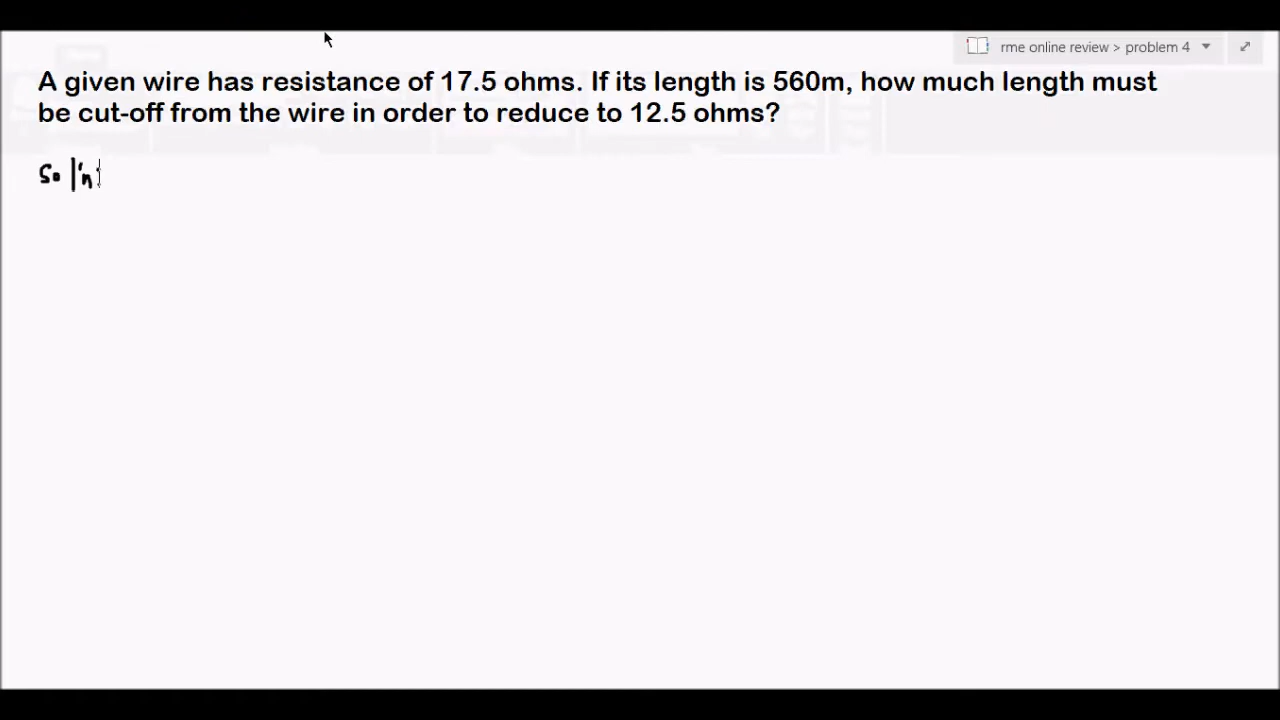 rme online review > problem 4
A given wire has resistance of 17.5 ohms. If its length is 560m, how much length must
be cut-off from the wire in order to reduce to 12.5 ohms?
So l'n: